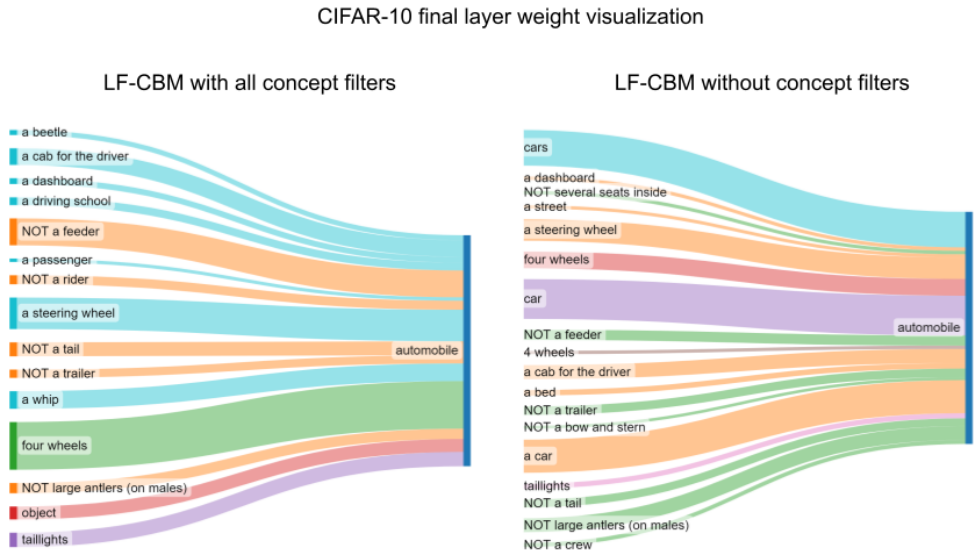 CIFAR-10 final layer weight visualization
LF-CBM with all concept filters
a beetle
a cab for the driver
a dashboard
a driving school
NOT a feeder
a passenger
NOT a rider
a steering wheel
NOT a tail
automobile
NOT a trailer
a whip
four wheels
NOT large antlers (on males)
object
taillights
LF-CBM without concept filters
cars
a dashboard
NOT several seats inside
a street
a steering wheel
four wheels
car
automobile
NOT a feeder
4 wheels
a cab for the driver
a bed
NOT a trailer
NOT a bow and stern
a car
taillights
NOT a tail
NOT large antlers (on males)
NOT a crew